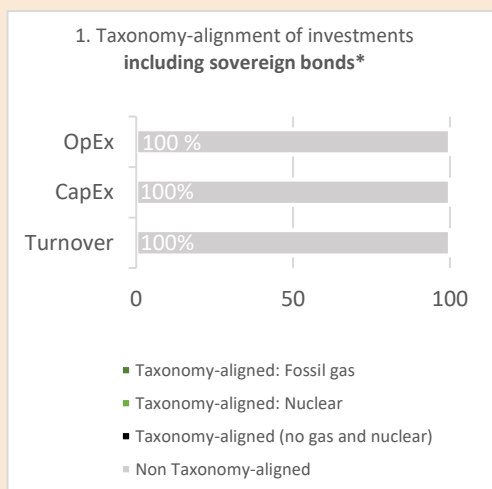 1. Taxonomy-alignment of investments
including sovereign bonds*
OpEx
100 %
CapEx
100%
Turnover
100%
0
50
100
Taxonomy-aligned: Fossil gas
Taxonomy-aligned: Nuclear
Taxonomy-aligned (no gas and nuclear)
Non Taxonomy-aligned